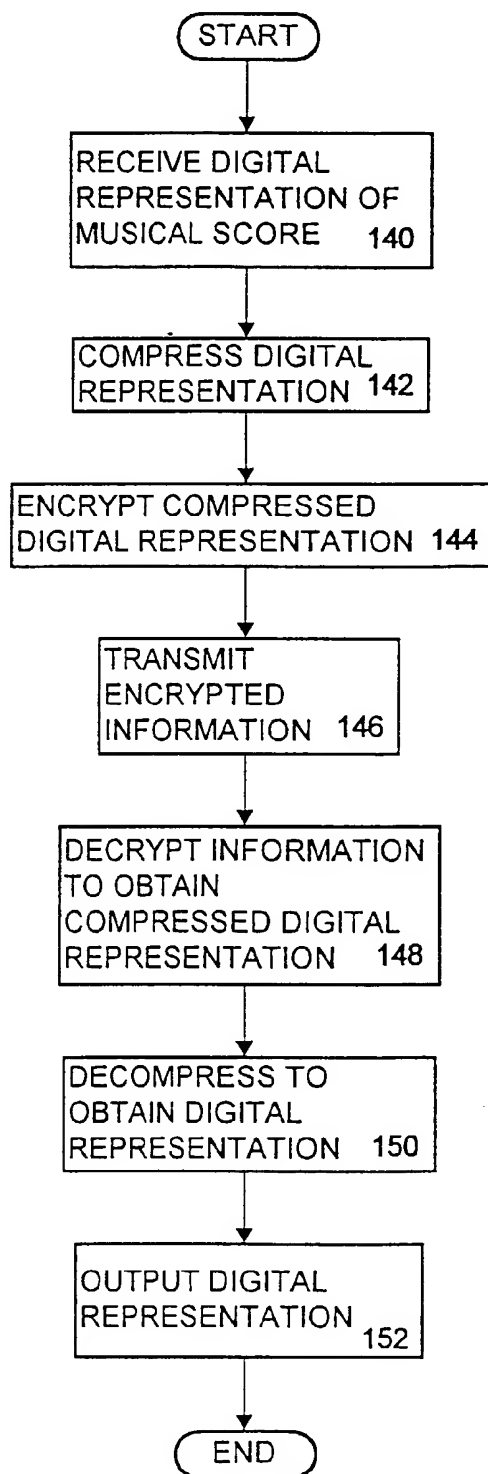 START
RECEIVE DIGITAL
REPRESENTATION OF
MUSICAL SCORE 140
COMPRESS DIGITAL
REPRESENTATION 142
ENCRYPT COMPRESSED
DIGITAL REPRESENTATION 144
TRANSMIT
ENCRYPTED
INFORMATION 146
DECRYPT INFORMATION
TO OBTAIN
COMPRESSED DIGITAL
REPRESENTATION 148
DECOMPRESS TO
OBTAIN DIGITAL
REPRESENTATION 150
OUTPUT DIGITAL
REPRESENTATION
152
END